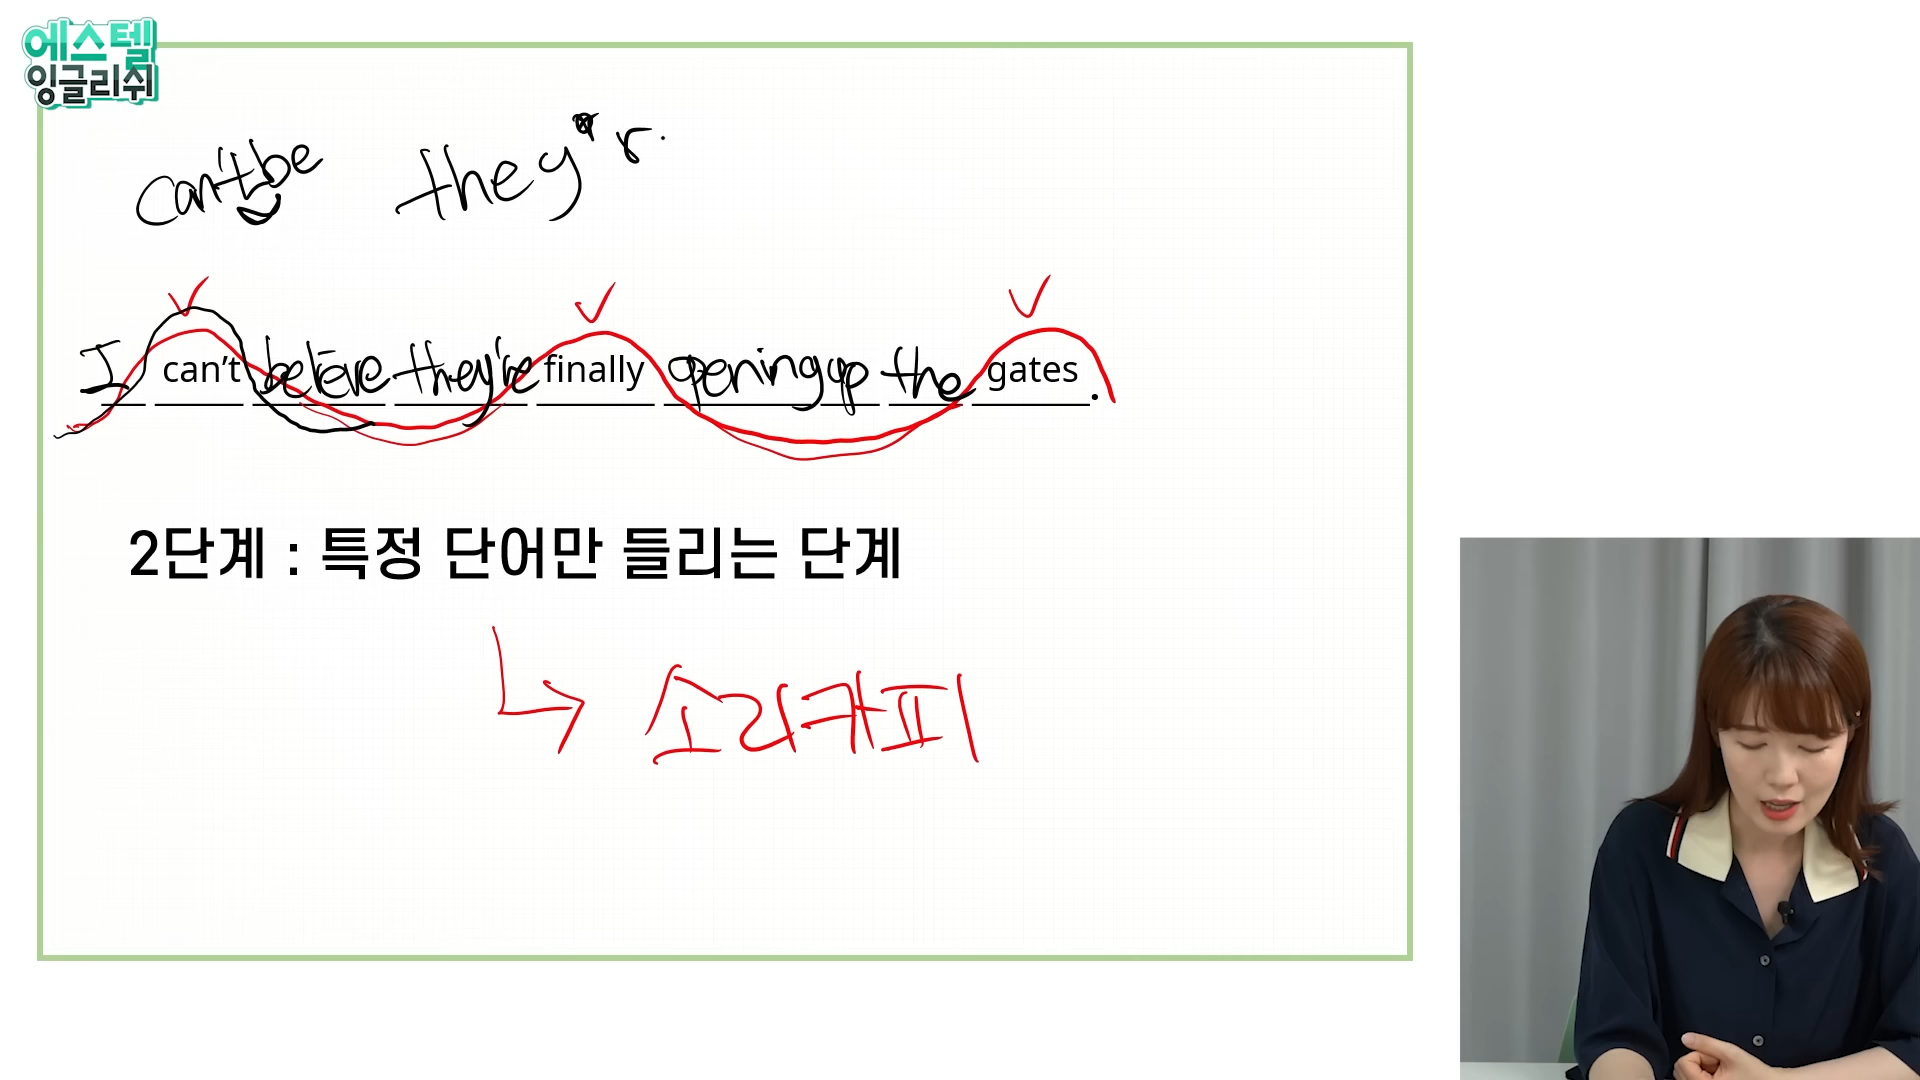 에스텔
잉글리쉬
can't be they r.
I can't believe they're finally opening up the gates.
2단계 : 특정 단어만 들리는 단계
소리카피